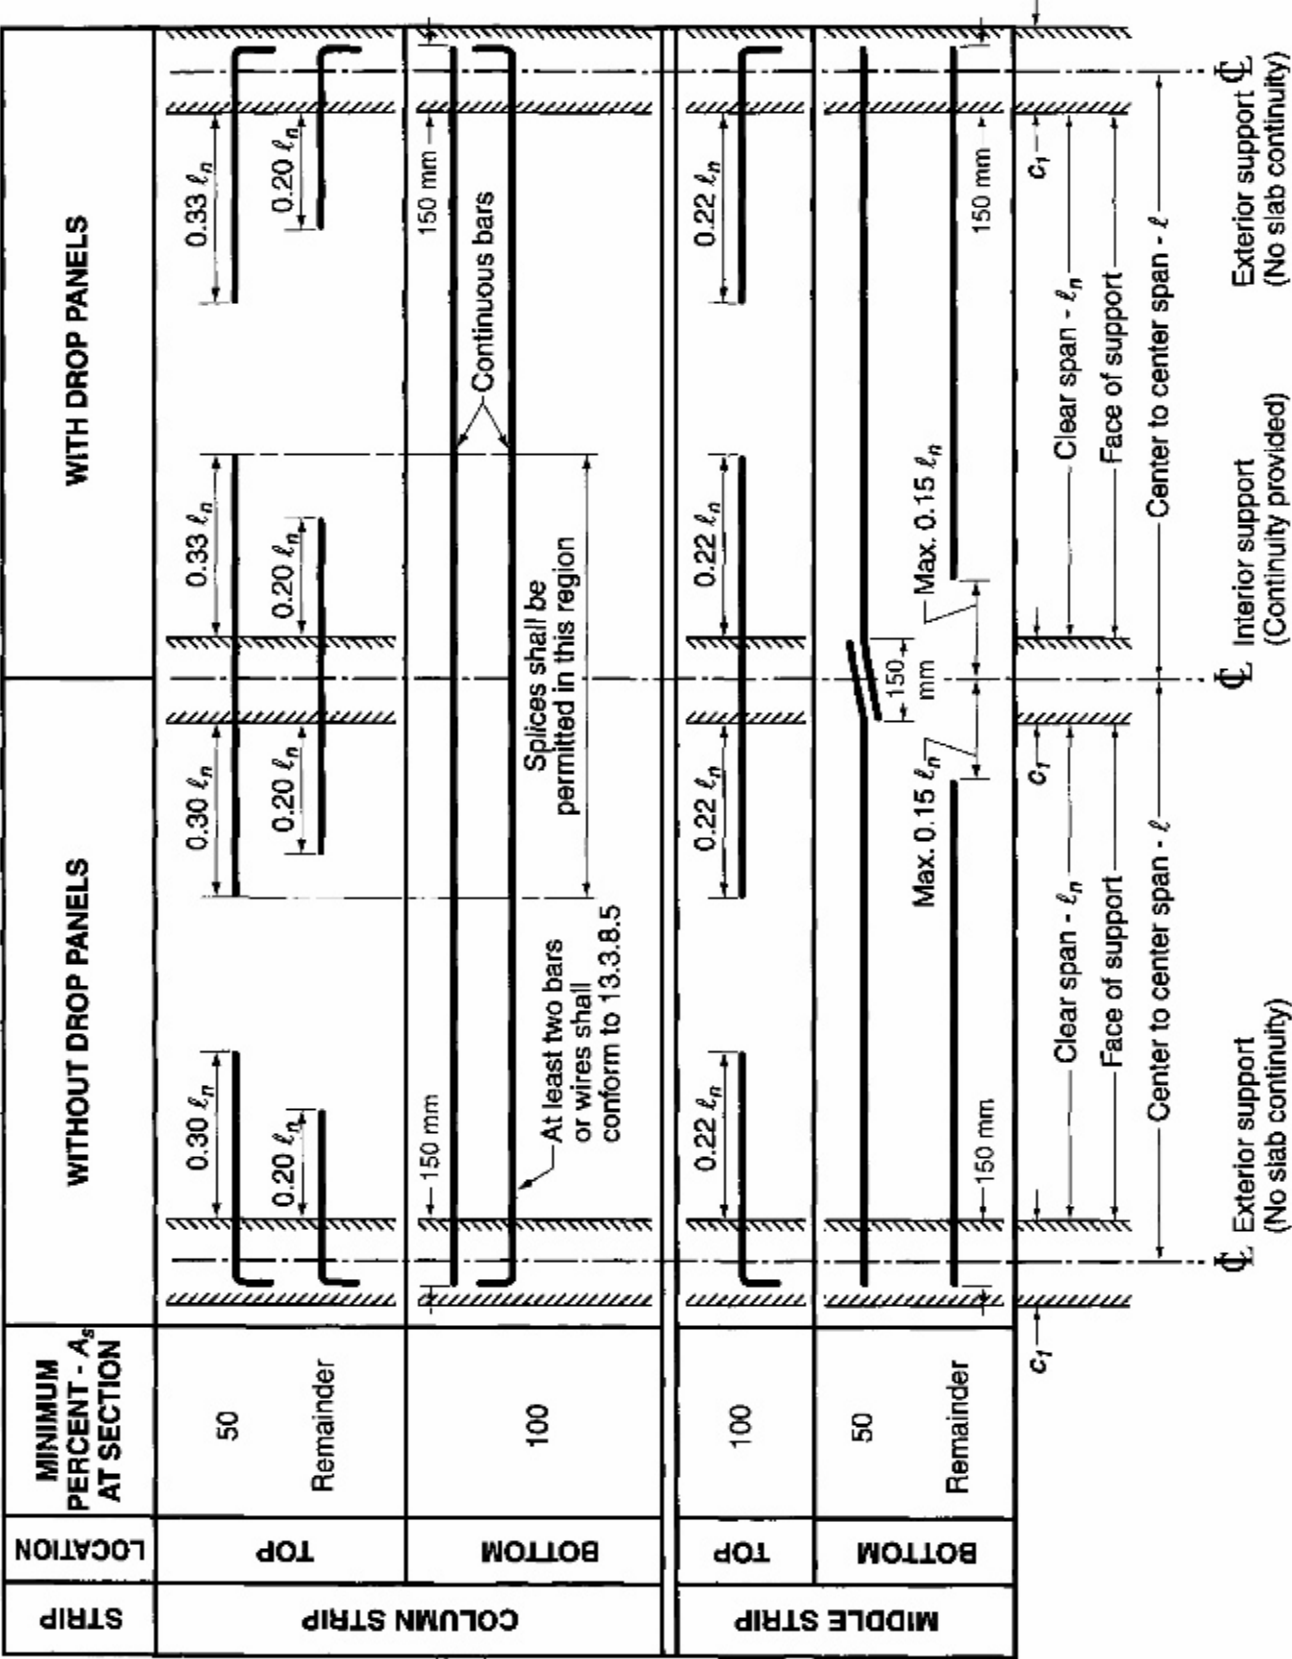 STRIP
LOCATION
MINIMUM
PERCENT - As
AT SECTION
WITHOUT DROP PANELS
WITH DROP PANELS
COLUMN STRIP
TOP
50
0.30 ℓn
0.30 ℓn
0.33 ℓn
0.33 ℓn
Remainder
0.20 ℓn
0.20 ℓn
0.20 ℓn
0.20 ℓn
BOTTOM
100
150 mm
150 mm
Continuous bars
At least two bars
or wires shall
conform to 13.3.8.5
Splices shall be
permitted in this region
MIDDLE STRIP
TOP
100
0.22 ℓn
0.22 ℓn
0.22 ℓn
0.22 ℓn
BOTTOM
50
150
mm
Remainder
Max. 0.15 ℓn
Max. 0.15 ℓn
150 mm
150 mm
c1
c1
c1
Clear span - ℓn
Clear span - ℓn
Face of support
Face of support
Center to center span - ℓ
Center to center span - ℓ
℄ Exterior support
(No slab continuity)
℄ Interior support
(Continuity provided)
Exterior support ℄
(No slab continuity)